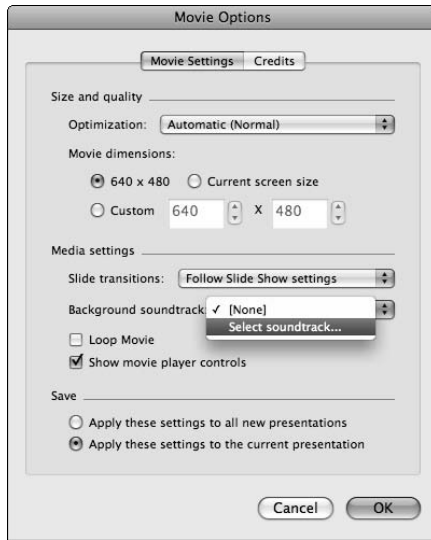 Movie Options
Movie Settings Credits
Size and quality
Optimization: Automatic (Normal)
Movie dimensions:
640 x 480 Current screen size
Custom 640 X 480
Media settings
Slide transitions: Follow Slide Show settings
Background soundtrack: ✓ [None]
Select soundtrack...
Loop Movie
Show movie player controls
Save
Apply these settings to all new presentations
Apply these settings to the current presentation
Cancel OK